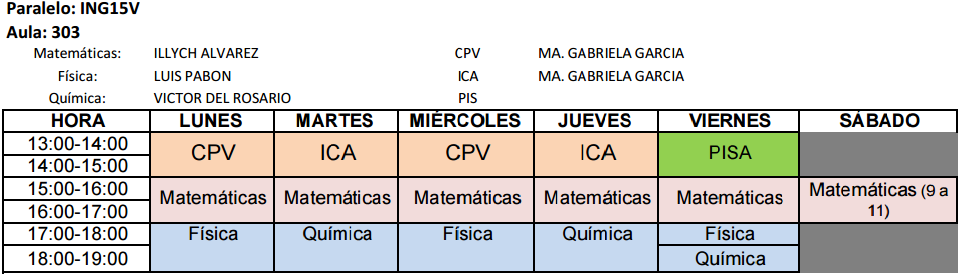 Paralelo: ING15V
Aula: 303
Matemáticas: ILLYCH ALVAREZ CPV MA. GABRIELA GARCIA
Física: LUIS PABON ICA MA. GABRIELA GARCIA
Química: VICTOR DEL ROSARIO PIS
HORA LUNES MARTES MIÉRCOLES JUEVES VIERNES SÁBADO
13:00-14:00 CPV ICA CPV ICA PISA
14:00-15:00
15:00-16:00 Matemáticas Matemáticas Matemáticas Matemáticas Matemáticas Matemáticas (9 a
16:00-17:00 11)
17:00-18:00 Física Química Física Química Física
18:00-19:00 Química